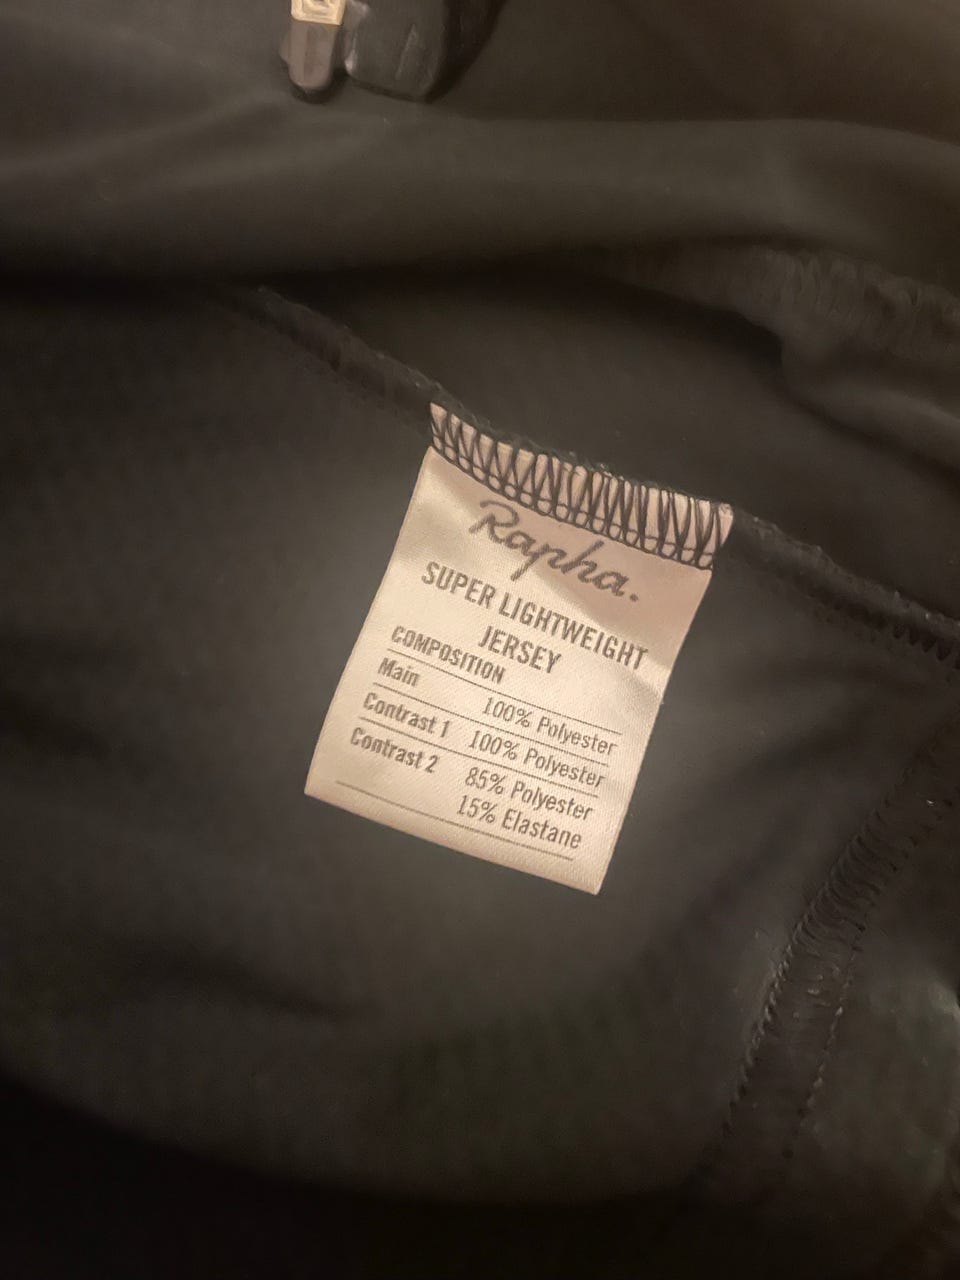 Rapha.
SUPER LIGHTWEIGHT
JERSEY
COMPOSITION
Main 100% Polyester
Contrast 1 100% Polyester
Contrast 2 85% Polyester
15% Elastane